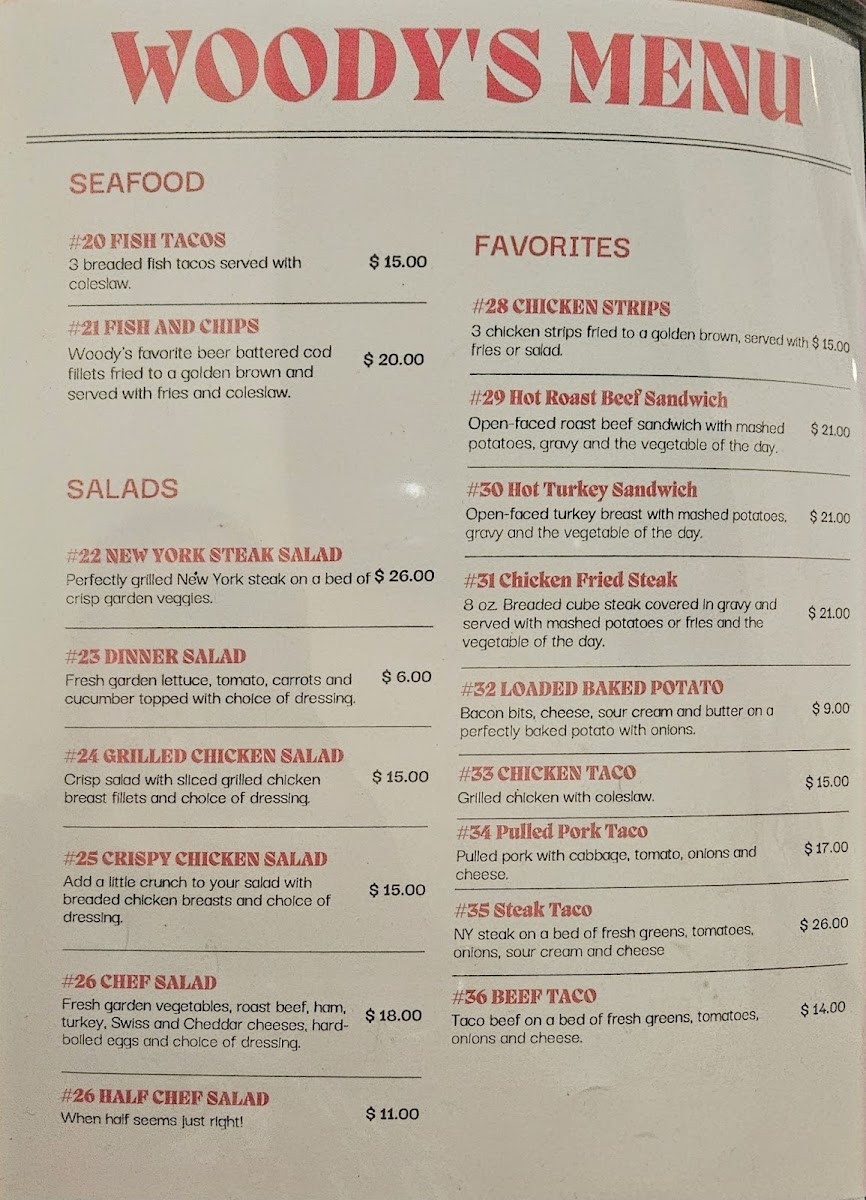 WOODY'S MENU
SEAFOOD
#20 FISH TACOS
3 breaded fish tacos served with
coleslaw.
$ 15.00
#21 FISH AND CHIPS
Woody's favorite beer battered cod
fillets fried to a golden brown and
served with fries and coleslaw.
$ 20.00
SALADS
#22 NEW YORK STEAK SALAD
Perfectly grilled New York steak on a bed of $ 26.00
crisp garden veggies.
#23 DINNER SALAD
Fresh garden lettuce, tomato, carrots and
cucumber topped with choice of dressing.
$ 6.00
#24 GRILLED CHICKEN SALAD
Crisp salad with sliced grilled chicken
breast fillets and choice of dressing.
$ 15.00
#25 CRISPY CHICKEN SALAD
Add a little crunch to your salad with
breaded chicken breasts and choice of
dressing.
$ 15.00
#26 CHEF SALAD
Fresh garden vegetables, roast beef, ham,
turkey, Swiss and Cheddar cheeses, hard-
boiled eggs and choice of dressing.
$ 18.00
#26 HALF CHEF SALAD
When half seems just right!
$ 11.00
FAVORITES
#28 CHICKEN STRIPS
3 chicken strips fried to a golden brown, served with $ 15.00
fries or salad.
#29 Hot Roast Beef Sandwich
Open-faced roast beef sandwich with mashed
potatoes, gravy and the vegetable of the day.
$ 21.00
#30 Hot Turkey Sandwich
Open-faced turkey breast with mashed potatoes,
gravy and the vegetable of the day.
$ 21.00
#31 Chicken Fried Steak
8 oz. Breaded cube steak covered in gravy and
served with mashed potatoes or fries and the
vegetable of the day.
$ 21.00
#32 LOADED BAKED POTATO
Bacon bits, cheese, sour cream and butter on a
perfectly baked potato with onions.
$ 9.00
#33 CHICKEN TACO
Grilled chicken with coleslaw.
$ 15.00
#34 Pulled Pork Taco
Pulled pork with cabbage, tomato, onions and
cheese.
$ 17.00
#35 Steak Taco
NY steak on a bed of fresh greens, tomatoes,
onions, sour cream and cheese
$ 26.00
#36 BEEF TACO
Taco beef on a bed of fresh greens, tomatoes,
onions and cheese.
$ 14.00